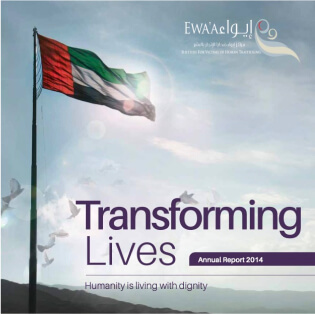 EWAA إيواء
Transforming
Lives
Annual Report 2014
Humanity is living with dignity